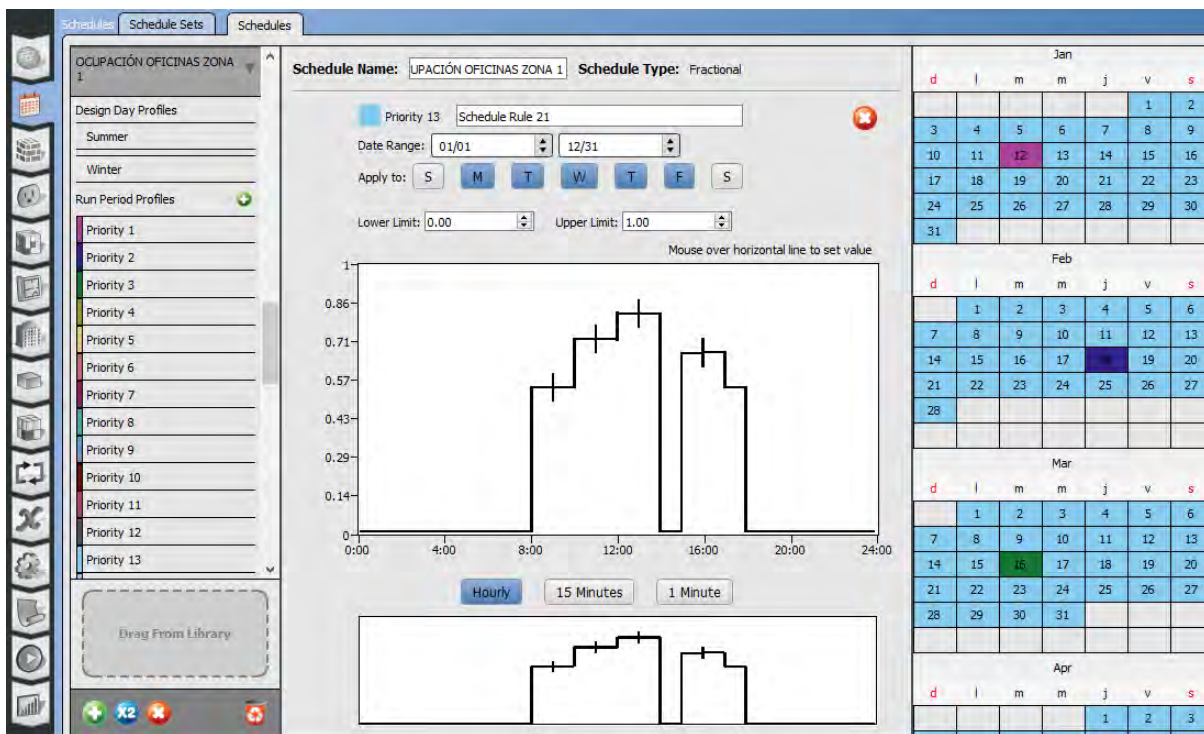 Schedules Schedule Sets Schedules
OCUPACIÓN OFICINAS ZONA
1
Design Day Profiles
Summer
Winter
Run Period Profiles
Priority 1
Priority 2
Priority 3
Priority 4
Priority 5
Priority 6
Priority 7
Priority 8
Priority 9
Priority 10
Priority 11
Priority 12
Priority 13
Drag From Library
X2
Schedule Name: UPACIÓN OFICINAS ZONA 1 Schedule Type: Fractional
Priority 13 Schedule Rule 21
Date Range: 01/01 12/31
Apply to: S M T W T F S
Lower Limit: 0.00 Upper Limit: 1.00
Mouse over horizontal line to set value
1
0.86
0.71
0.57
0.43
0.29
0.14
0
0:00 4:00 8:00 12:00 16:00 20:00 24:00
Hourly 15 Minutes 1 Minute
Jan
d l m m j v s
1 2
3 4 5 6 7 8 9
10 11 12 13 14 15 16
17 18 19 20 21 22 23
24 25 26 27 28 29 30
31
Feb
d l m m j v s
1 2 3 4 5 6
7 8 9 10 11 12 13
14 15 16 17 19 20
21 22 23 24 25 26 27
28
Mar
d l m m j v s
1 2 3 4 5 6
7 8 9 10 11 12 13
14 15 16 17 18 19 20
21 22 23 24 25 26 27
28 29 30 31
Apr
d l m m j v s
1 2 3